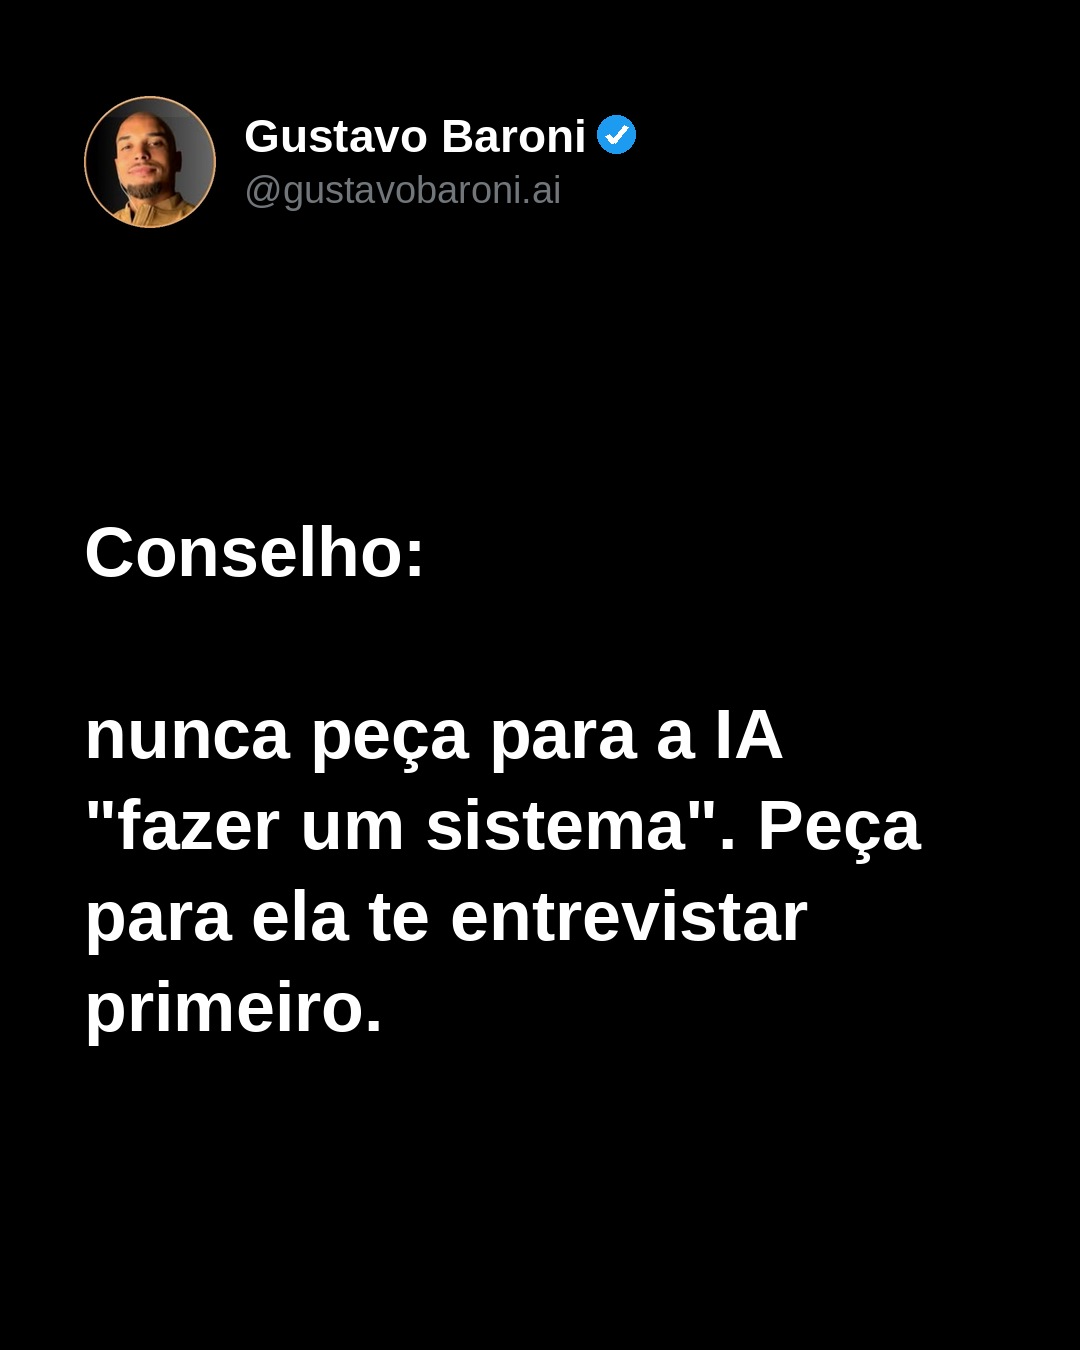 Gustavo Baroni
@gustavobaroni.ai
Conselho:
nunca peça para a IA
"fazer um sistema". Peça
para ela te entrevistar
primeiro.